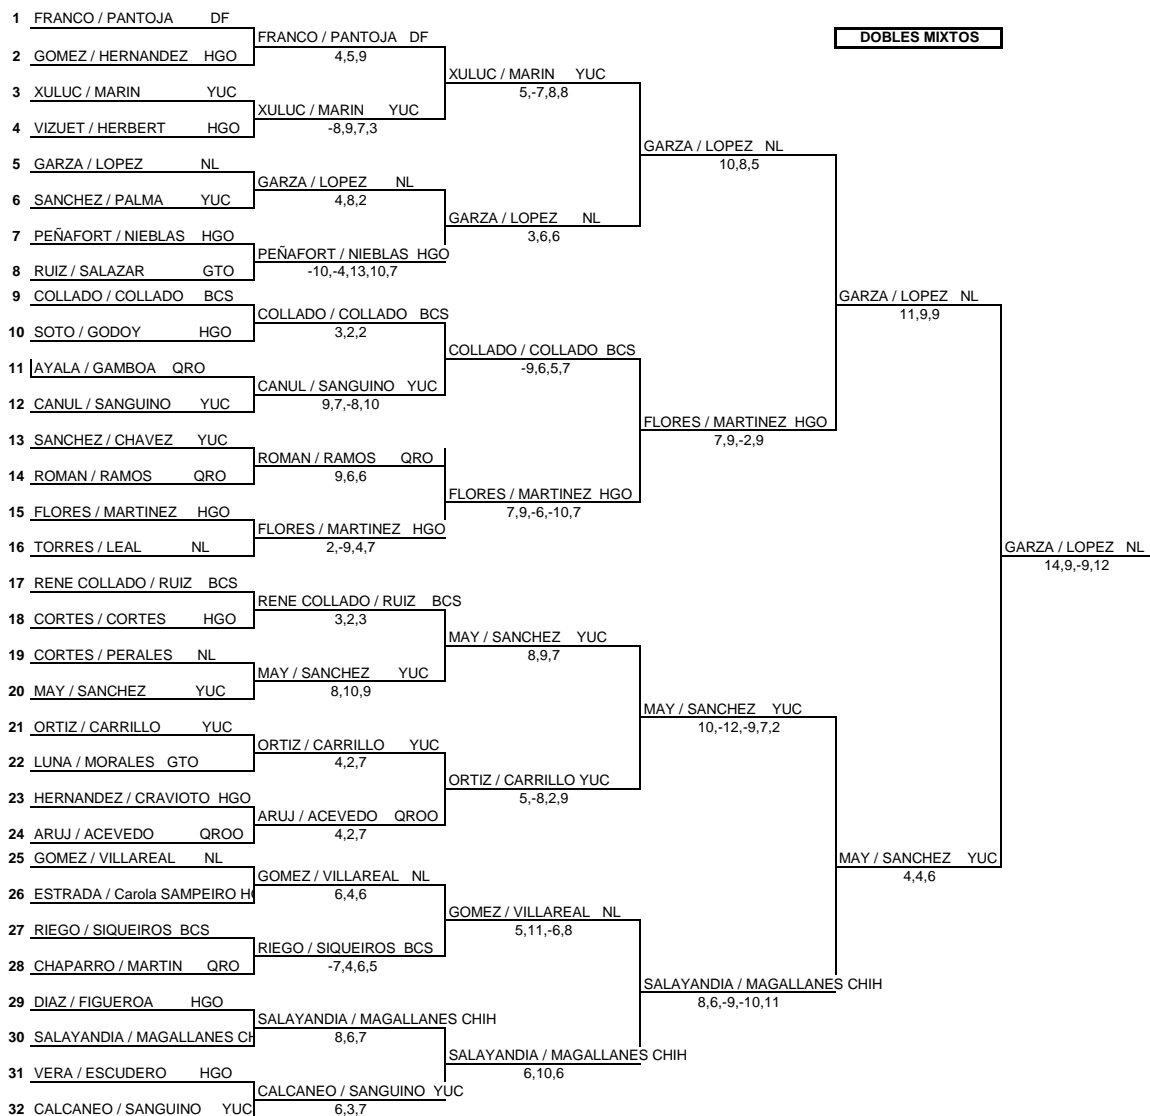 1 FRANCO / PANTOJA DF
FRANCO / PANTOJA DF
DOBLES MIXTOS
2 GOMEZ / HERNANDEZ HGO
4,5,9
XULUC / MARIN YUC
3 XULUC / MARIN YUC
5,-7,8,8
XULUC / MARIN YUC
4 VIZUET / HERBERT HGO
-8,9,7,3
GARZA / LOPEZ NL
5 GARZA / LOPEZ NL
10,8,5
GARZA / LOPEZ NL
6 SANCHEZ / PALMA YUC
4,8,2
GARZA / LOPEZ NL
7 PEÑAFORT / NIEBLAS HGO
3,6,6
PEÑAFORT / NIEBLAS HGO
8 RUIZ / SALAZAR GTO
-10,-4,13,10,7
9 COLLADO / COLLADO BCS
GARZA / LOPEZ NL
11,9,9
COLLADO / COLLADO BCS
10 SOTO / GODOY HGO
3,2,2
COLLADO / COLLADO BCS
11 AYALA / GAMBOA QRO
-9,6,5,7
CANUL / SANGUINO YUC
12 CANUL / SANGUINO YUC
9,7,-8,10
FLORES / MARTINEZ HGO
13 SANCHEZ / CHAVEZ YUC
7,9,-2,9
ROMAN / RAMOS QRO
14 ROMAN / RAMOS QRO
9,6,6
FLORES / MARTINEZ HGO
15 FLORES / MARTINEZ HGO
7,9,-6,-10,7
FLORES / MARTINEZ HGO
16 TORRES / LEAL NL
2,-9,4,7
GARZA / LOPEZ NL
14,9,-9,12
17 RENE COLLADO / RUIZ BCS
RENE COLLADO / RUIZ BCS
18 CORTES / CORTES HGO
3,2,3
MAY / SANCHEZ YUC
19 CORTES / PERALES NL
8,9,7
MAY / SANCHEZ YUC
20 MAY / SANCHEZ YUC
8,10,9
MAY / SANCHEZ YUC
21 ORTIZ / CARRILLO YUC
10,-12,-9,7,2
ORTIZ / CARRILLO YUC
22 LUNA / MORALES GTO
4,2,7
ORTIZ / CARRILLO YUC
23 HERNANDEZ / CRAVIOTO HGO
5,-8,2,9
ARUJ / ACEVEDO QROO
24 ARUJ / ACEVEDO QROO
4,2,7
25 GOMEZ / VILLAREAL NL
MAY / SANCHEZ YUC
4,4,6
GOMEZ / VILLAREAL NL
26 ESTRADA / Carola SAMPEIRO
6,4,6
GOMEZ / VILLAREAL NL
27 RIEGO / SIQUEIROS BCS
5,11,-6,8
RIEGO / SIQUEIROS BCS
28 CHAPARRO / MARTIN QRO
-7,4,6,5
SALAYANDIA / MAGALLANES CHIH
29 DIAZ / FIGUEROA HGO
8,6,-9,-10,11
SALAYANDIA / MAGALLANES CHIH
30 SALAYANDIA / MAGALLANES
8,6,7
SALAYANDIA / MAGALLANES CHIH
31 VERA / ESCUDERO HGO
6,10,6
CALCANEO / SANGUINO YUC
32 CALCANEO / SANGUINO YUC
6,3,7